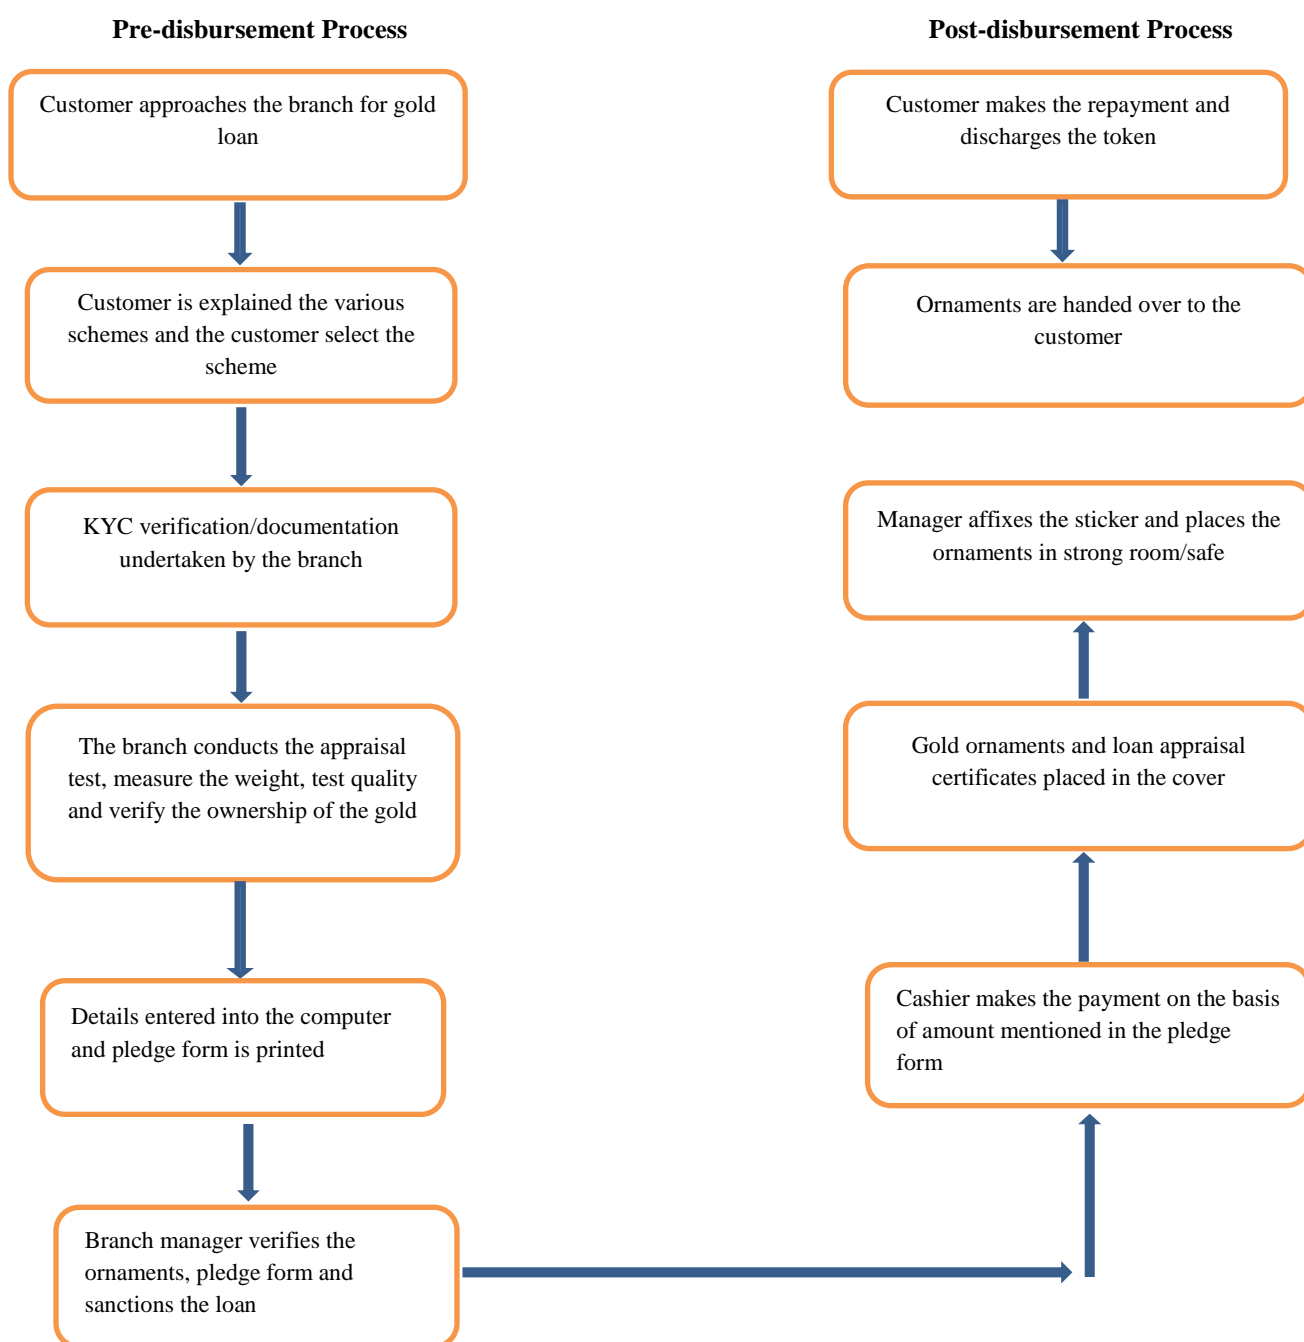 Pre-disbursement Process
Customer approaches the branch for gold
loan
Customer is explained the various
schemes and the customer select the
scheme
KYC verification/documentation
undertaken by the branch
The branch conducts the appraisal
test, measure the weight, test quality
and verify the ownership of the gold
Details entered into the computer
and pledge form is printed
Branch manager verifies the
ornaments, pledge form and
sanctions the loan
Post-disbursement Process
Customer makes the repayment and
discharges the token
Ornaments are handed over to the
customer
Manager affixes the sticker and places the
ornaments in strong room/safe
Gold ornaments and loan appraisal
certificates placed in the cover
Cashier makes the payment on the basis
of amount mentioned in the pledge
form